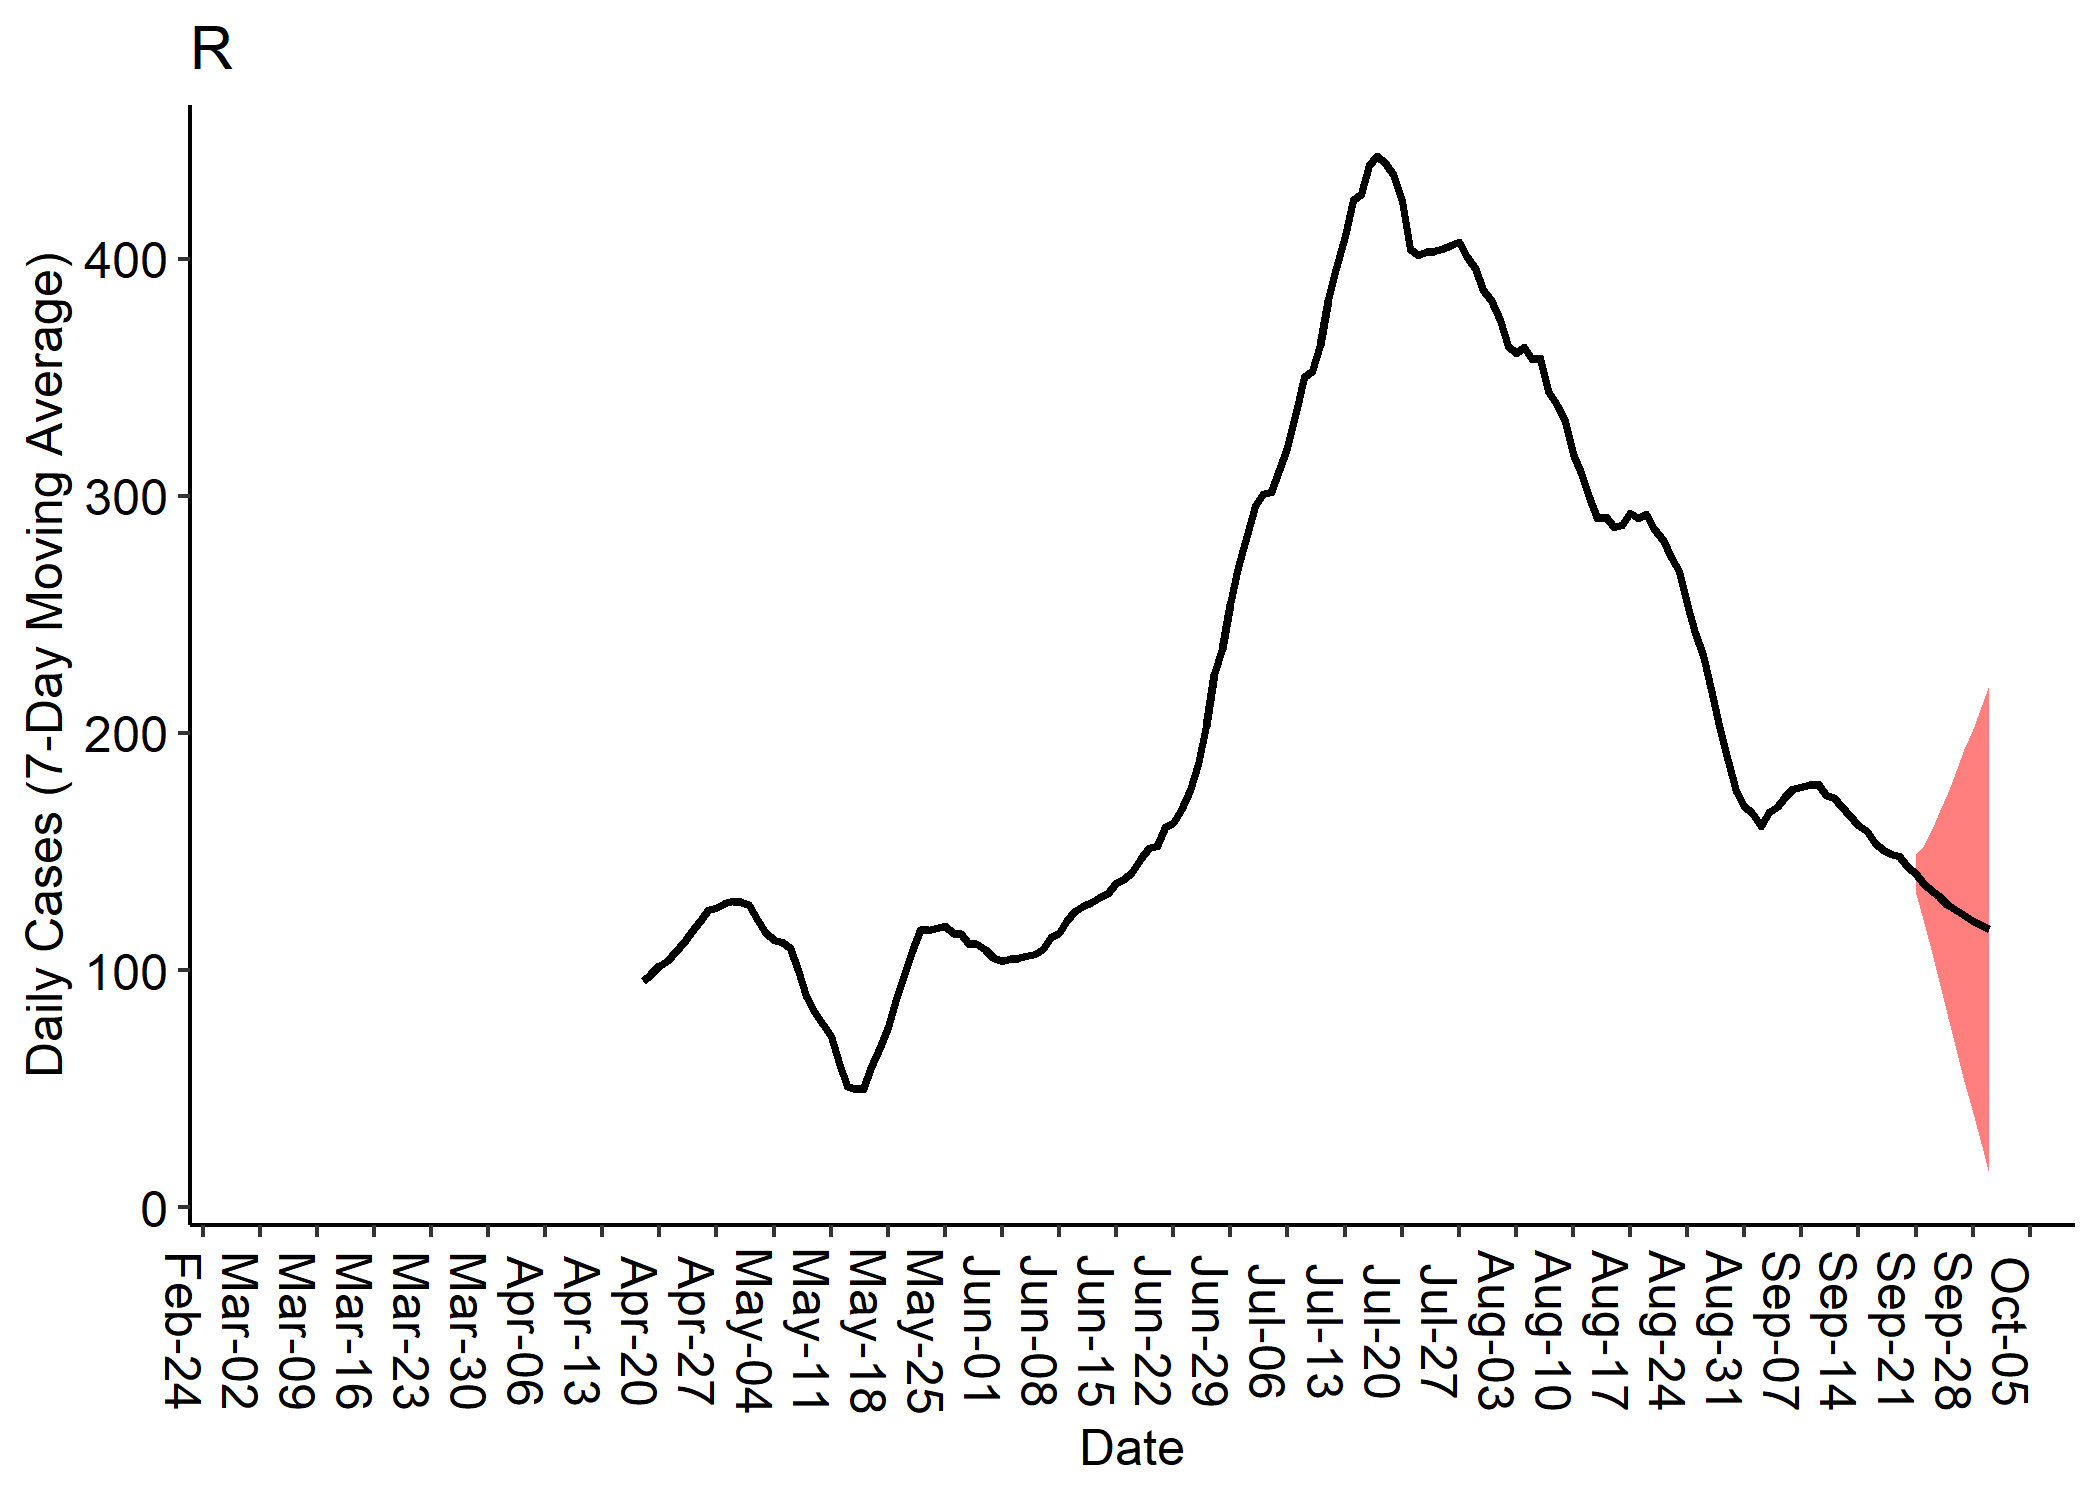 R
Daily Cases (7-Day Moving Average)
400
300
200
100
0
Feb-24
Mar-02
Mar-09
Mar-16
Mar-23
Mar-30
Apr-06
Apr-13
Apr-20
Apr-27
May-04
May-11
May-18
May-25
Jun-01
Jun-08
Jun-15
Jun-22
Jun-29
Jul-06
Jul-13
Jul-20
Jul-27
Aug-03
Aug-10
Aug-17
Aug-24
Aug-31
Sep-07
Sep-14
Sep-21
Sep-28
Oct-05
Date